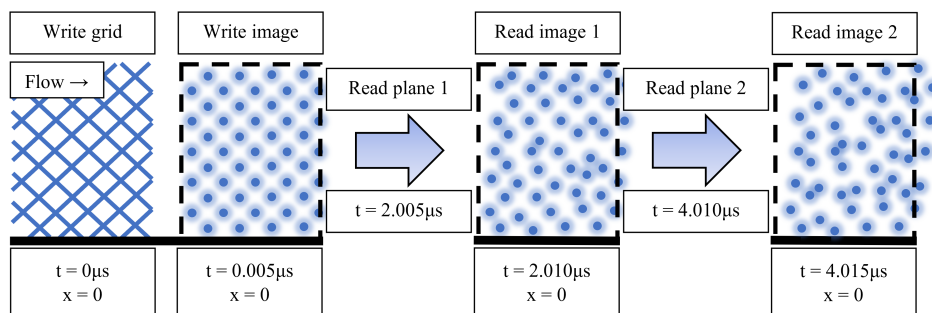 Write grid
Write image
Read image 1
Read image 2
Flow →
Read plane 1
Read plane 2
t = 2.005μs
t = 4.010μs
t = 0μs
x = 0
t = 0.005μs
x = 0
t = 2.010μs
x = 0
t = 4.015μs
x = 0